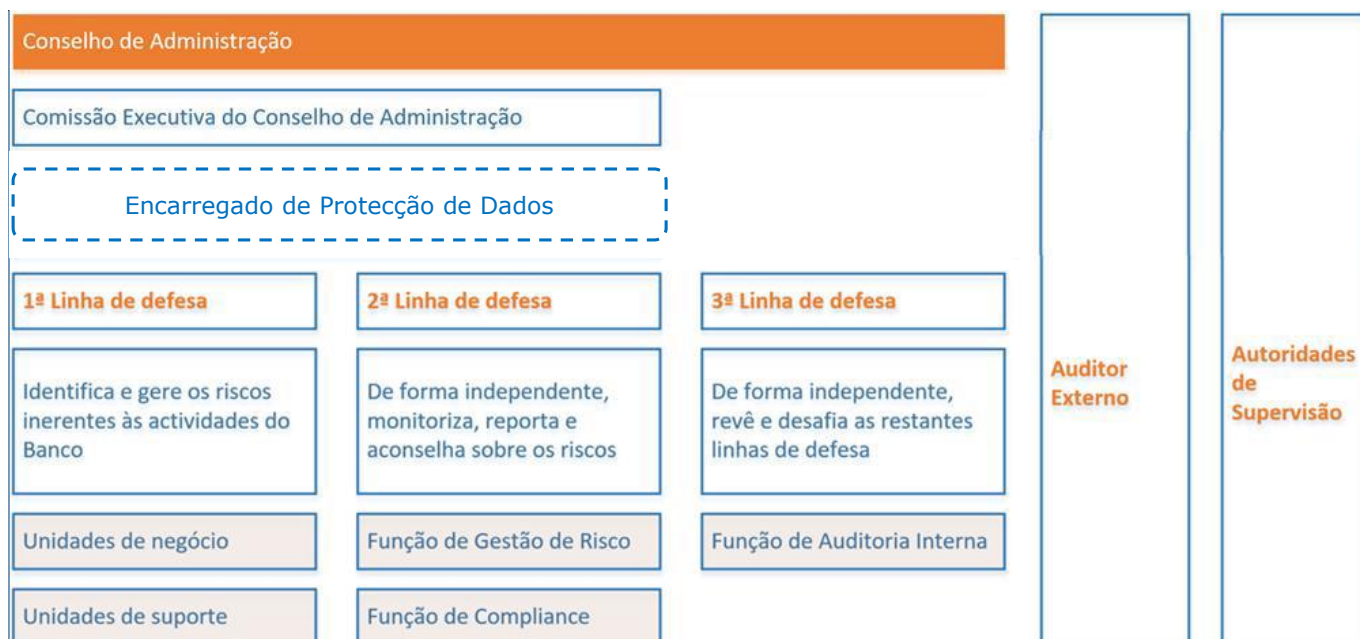 Conselho de Administração
Comissão Executiva do Conselho de Administração
Encarregado de Protecção de Dados
1ª Linha de defesa
2ª Linha de defesa
3ª Linha de defesa
Identifica e gere os riscos
inerentes às actividades do
Banco
De forma independente,
monitoriza, reporta e
aconselha sobre os riscos
De forma independente,
revê e desafia as restantes
linhas de defesa
Unidades de negócio
Função de Gestão de Risco
Função de Auditoria Interna
Unidades de suporte
Função de Compliance
Auditor
Externo
Autoridades
de
Supervisão